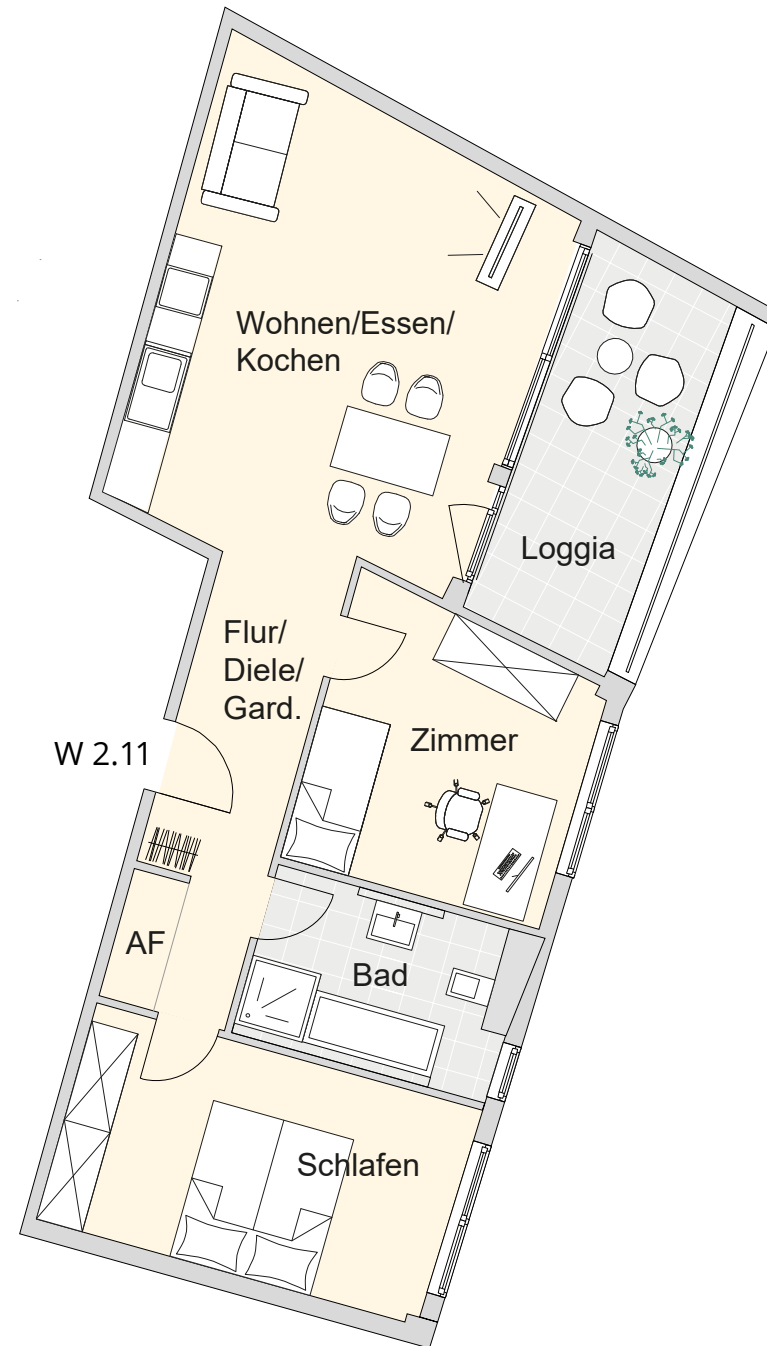 Wohnen/Essen/
Kochen
Loggia
Flur/
Diele/
Gard.
Zimmer
W 2.11
AF
Bad
Schlafen